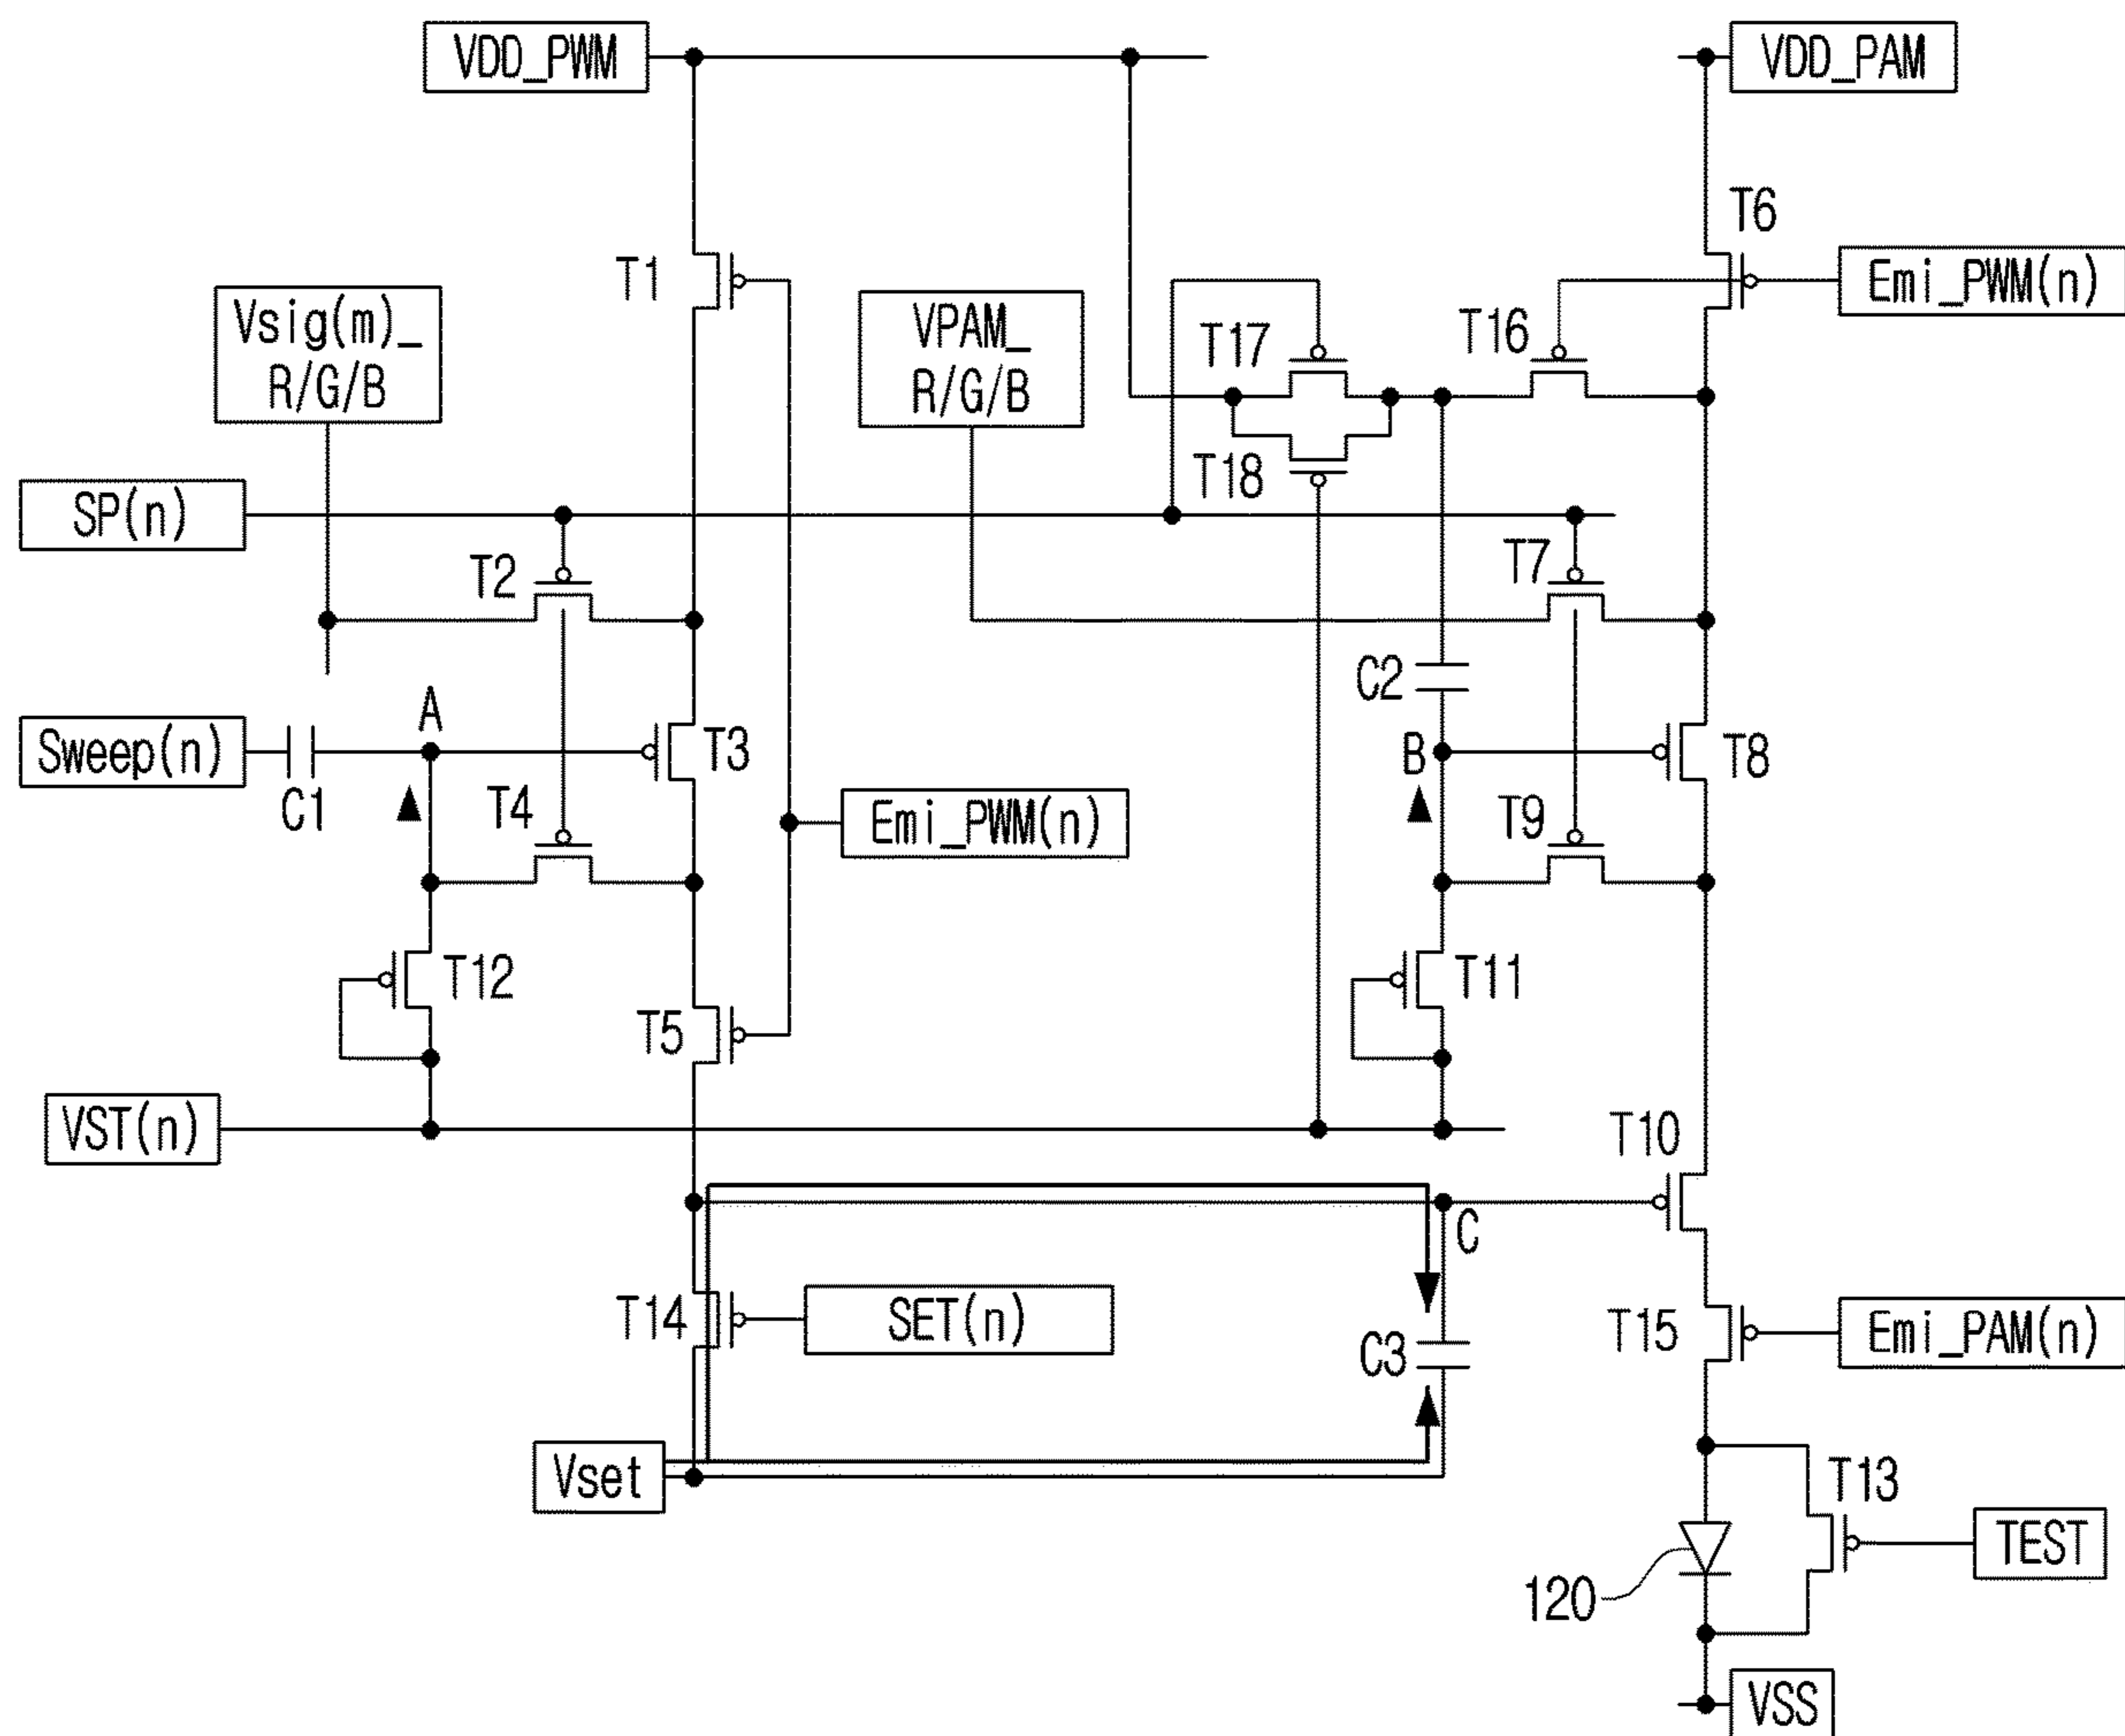 VDD_PWM
VDD_PAM
T6
T1
Emi_PWM(n)
Vsig(m)_
R/G/B
VPAM_
R/G/B
T17
T16
T18
SP(n)
T2
T7
C2
A
Sweep(n)
C1
T3
B
T8
T4
T9
Emi_PWM(n)
T12
T11
T5
VST(n)
T10
C
T14
SET(n)
C3
T15
Emi_PAM(n)
Vset
T13
TEST
120
VSS